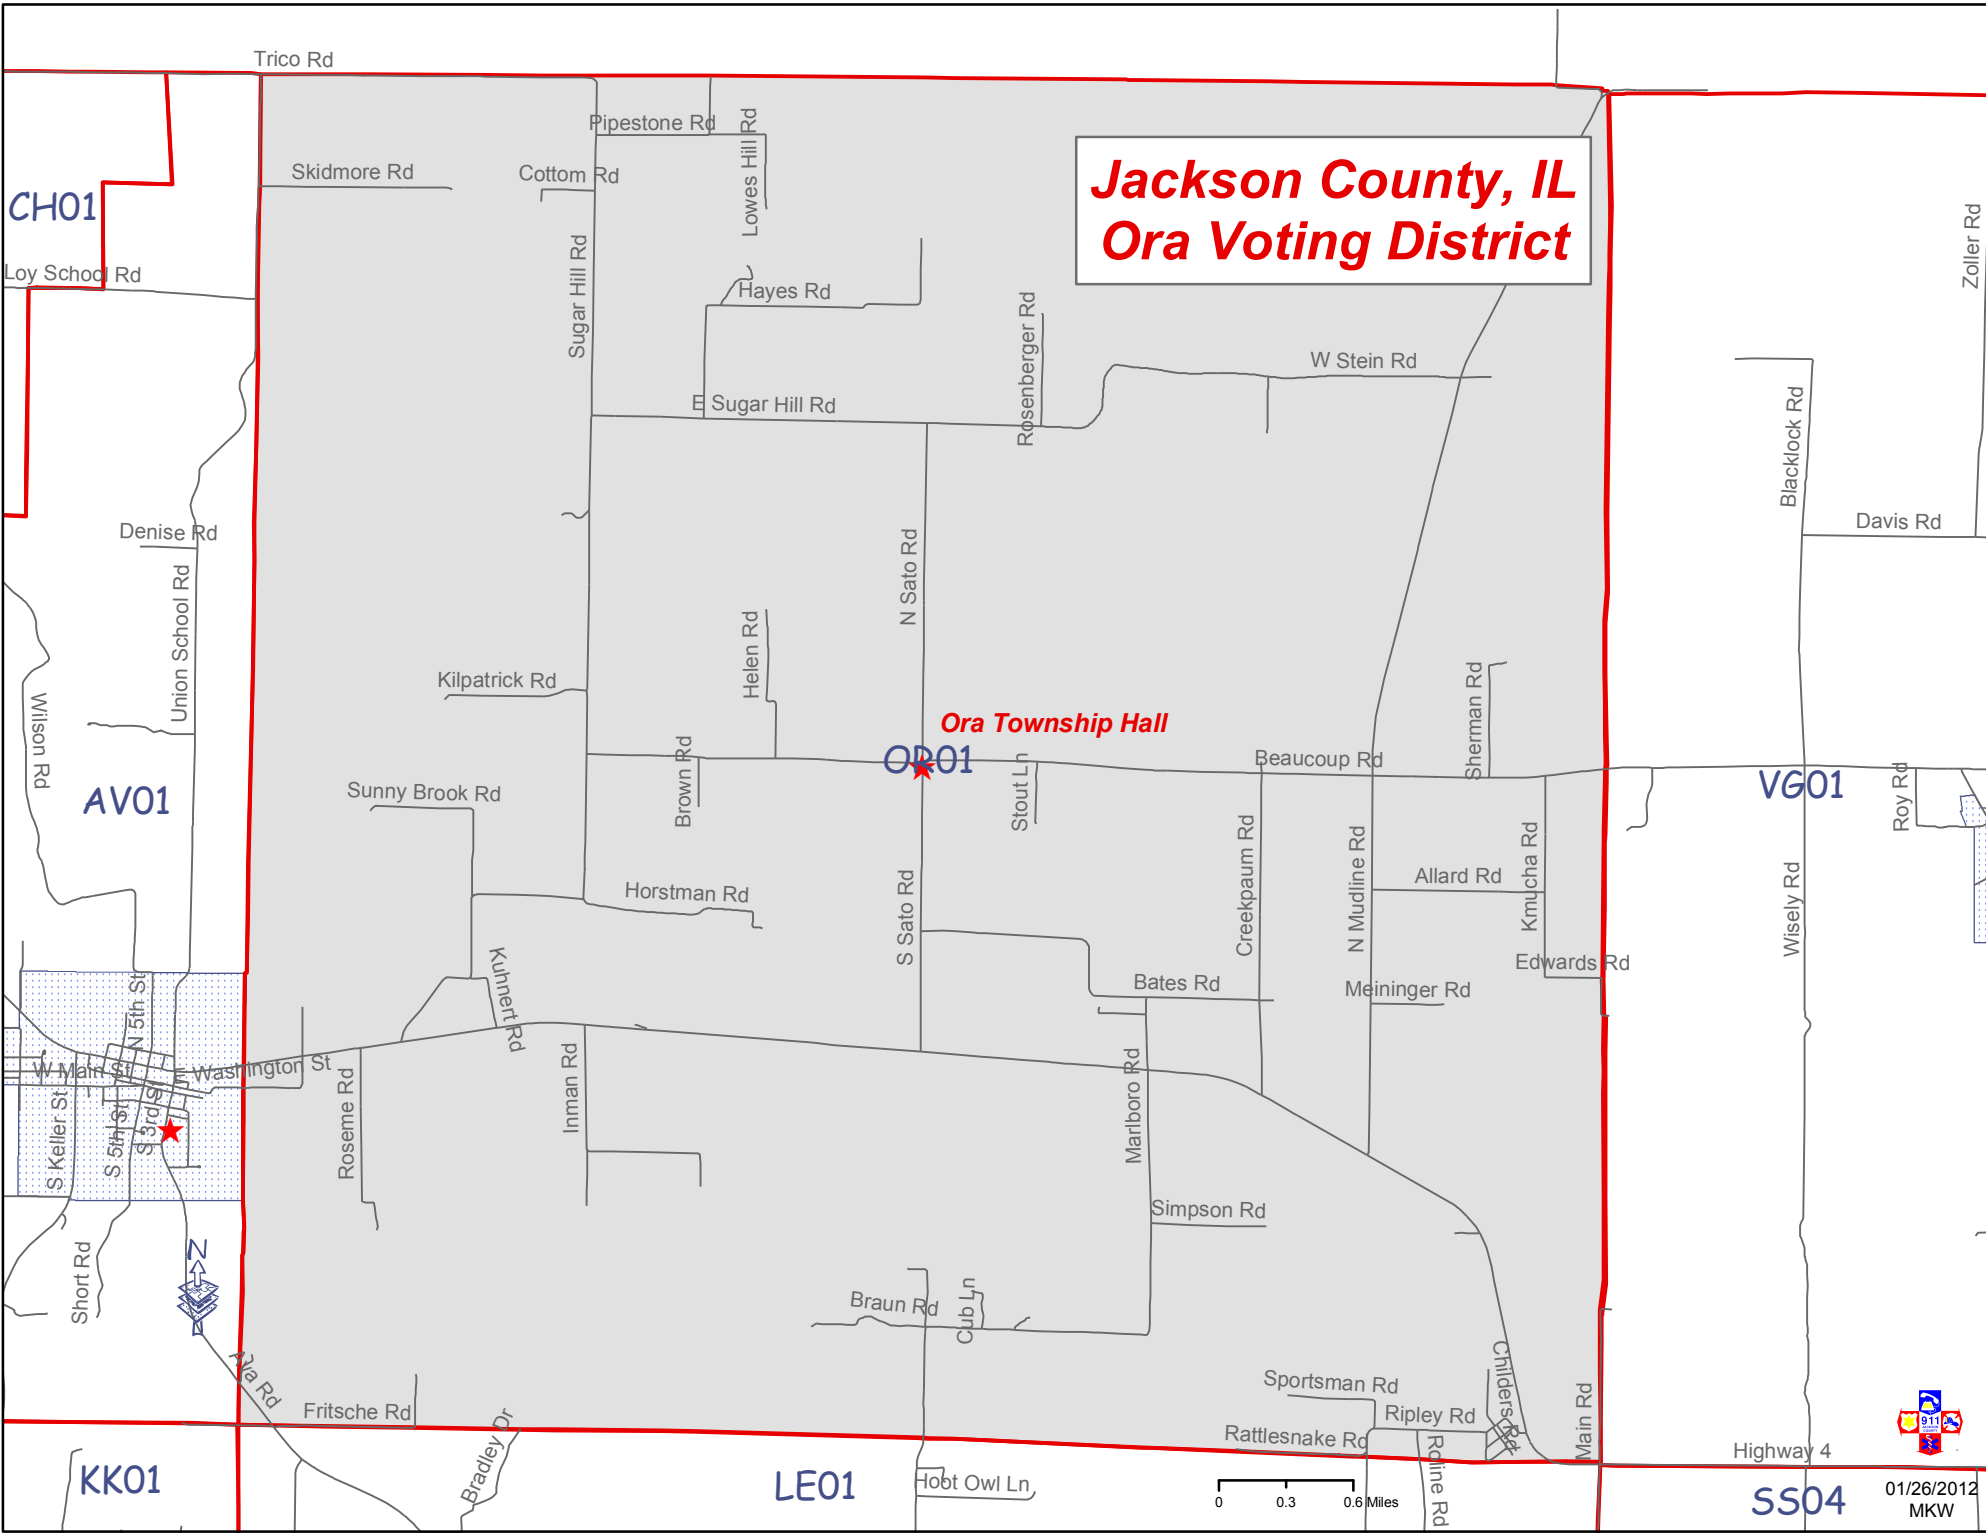 Trico Rd
Pipestone Rd
Lowes Hill Rd
Jackson County, IL
Ora Voting District
Skidmore Rd
Cottom Rd
CH01
Zoller Rd
Loy School Rd
Sugar Hill Rd
Hayes Rd
Rosenberger Rd
W Stein Rd
E Sugar Hill Rd
Blacklock Rd
Denise Rd
Davis Rd
N Sato Rd
Union School Rd
Helen Rd
Kilpatrick Rd
Sherman Rd
Wilson Rd
Ora Township Hall
OR01
Beaucoup Rd
Brown Rd
Stout Ln
AV01
Sunny Brook Rd
VG01
Roy Rd
Creekpaum Rd
N Mudline Rd
Kmucha Rd
Allard Rd
Horstman Rd
S Sato Rd
Wisely Rd
Edwards Rd
Kuhnert Rd
Bates Rd
Meininger Rd
N 5th St
W Main St
E Washington St
Roseme Rd
Inman Rd
Marlboro Rd
S Keller St
S 5th St
S 3rd St
Simpson Rd
N
Short Rd
Braun Rd
Cub Ln
Ava Rd
Childers Rd
Sportsman Rd
Main Rd
Fritsche Rd
Bradley Dr
Ripley Rd
Rattlesnake Rd
Roline Rd
911
Highway 4
KK01
LE01
Hoot Owl Ln
0 0.3 0.6 Miles
SS04
01/26/2012
MKW